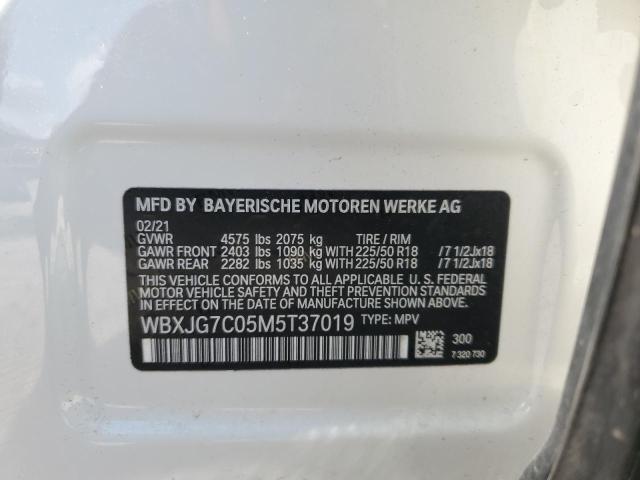 MFD BY BAYERISCHE MOTOREN WERKE AG
02/21
GVWR 4575 lbs 2075 kg TIRE / RIM
GAWR FRONT 2403 lbs 1090 kg WITH 225/50 R18 /7 1/2Jx18
GAWR REAR 2282 lbs 1035 kg WITH 225/50 R18 /7 1/2Jx18
THIS VEHICLE CONFORMS TO ALL APPLICABLE U. S. FEDERAL
MOTOR VEHICLE SAFETY, BUMPER, AND THEFT PREVENTION
STANDARDS IN EFFECT ON THE DATE OF MANUFACTURE SHOWN ABOVE.
WBXJG7C05M5T37019 TYPE: MPV
300
7 320 730